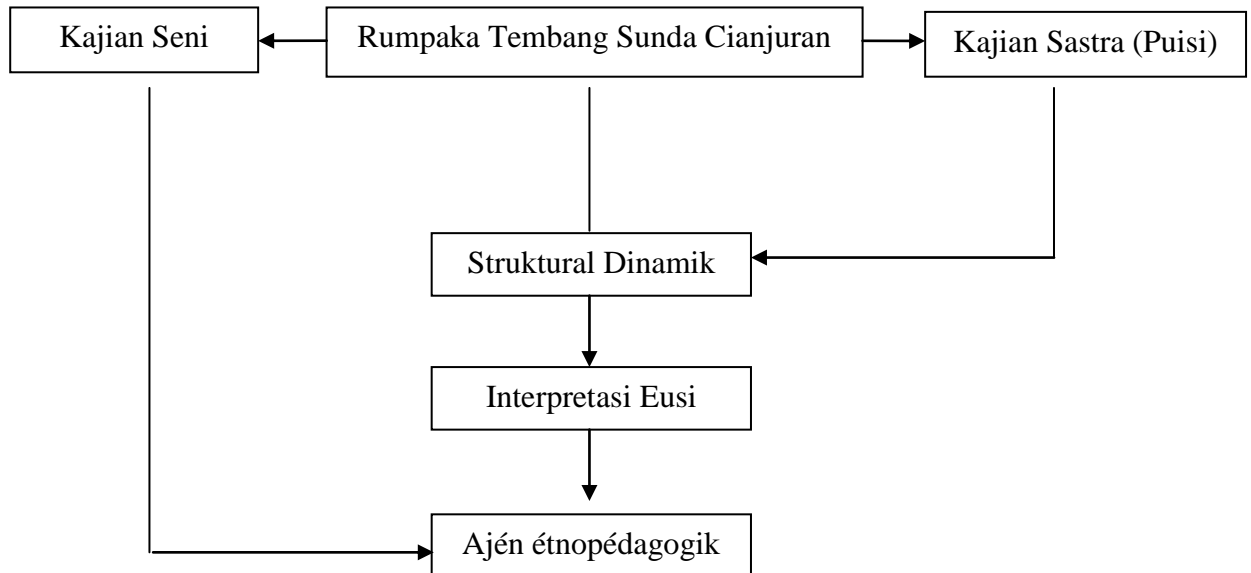 Kajian Seni
Rumpaka Tembang Sunda Cianjuran
Kajian Sastra (Puisi)
Struktural Dinamik
Interpretasi Eusi
Ajén étnopédagogik